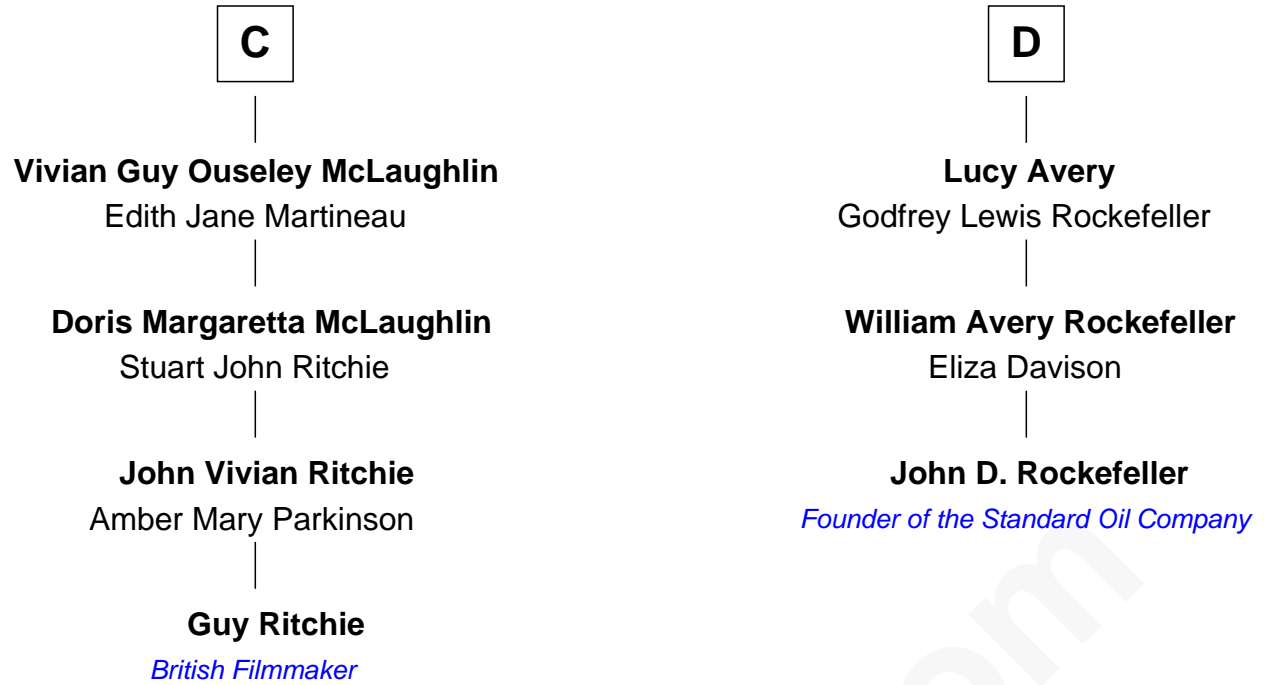 C
Vivian Guy Ouseley McLaughlin
Edith Jane Martineau
Doris Margaretta McLaughlin
Stuart John Ritchie
John Vivian Ritchie
Amber Mary Parkinson
Guy Ritchie
British Filmmaker
D
Lucy Avery
Godfrey Lewis Rockefeller
William Avery Rockefeller
Eliza Davison
John D. Rockefeller
Founder of the Standard Oil Company
om